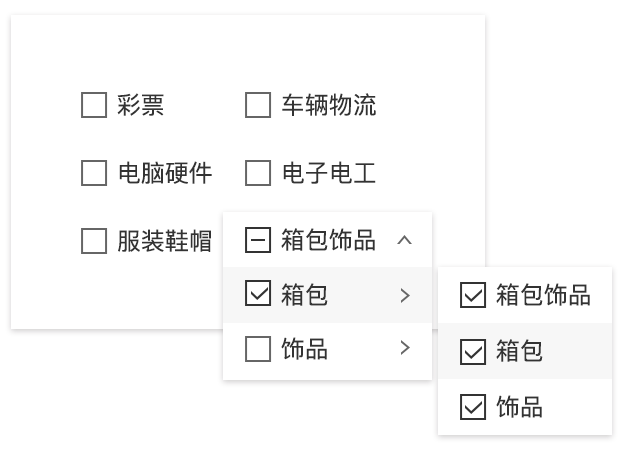 彩票
车辆物流
电脑硬件
电子电工
服装鞋帽
箱包饰品
箱包
饰品
箱包饰品
箱包
饰品